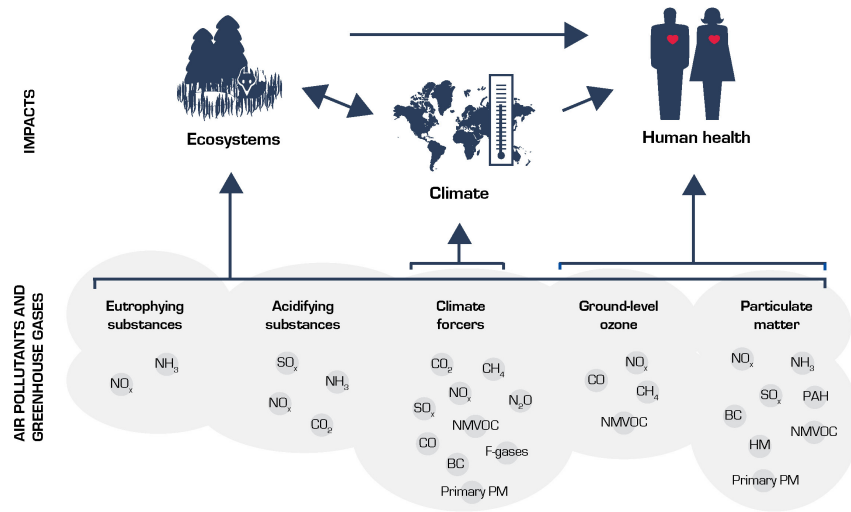 IMPACTS
Ecosystems
Climate
Human health
AIR POLLUTANTS AND
GREENHOUSE GASES
Eutrophying
substances
NH₃
NOₓ
Acidifying
substances
SOₓ
NH₃
NOₓ
CO₂
Climate
forcers
CO₂
CH₄
NOₓ
N₂O
SOₓ
NMVOC
CO
F-gases
BC
Primary PM
Ground-level
ozone
NOₓ
CO
CH₄
NMVOC
Particulate
matter
NOₓ
NH₃
SOₓ
PAH
BC
NMVOC
HM
Primary PM